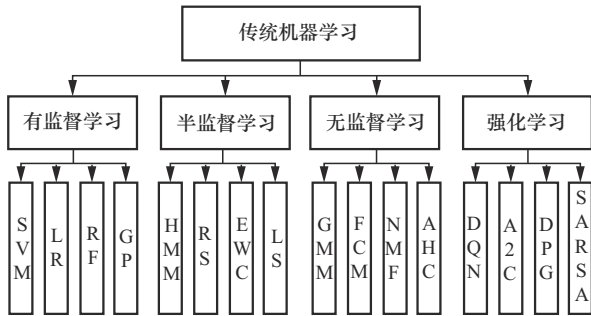 传统机器学习
有监督学习
半监督学习
无监督学习
强化学习
SVM
LR
RF
GP
HMM
RS
EWC
LS
GMM
FCM
NMF
AHC
DQN
A2C
DPG
SARSA